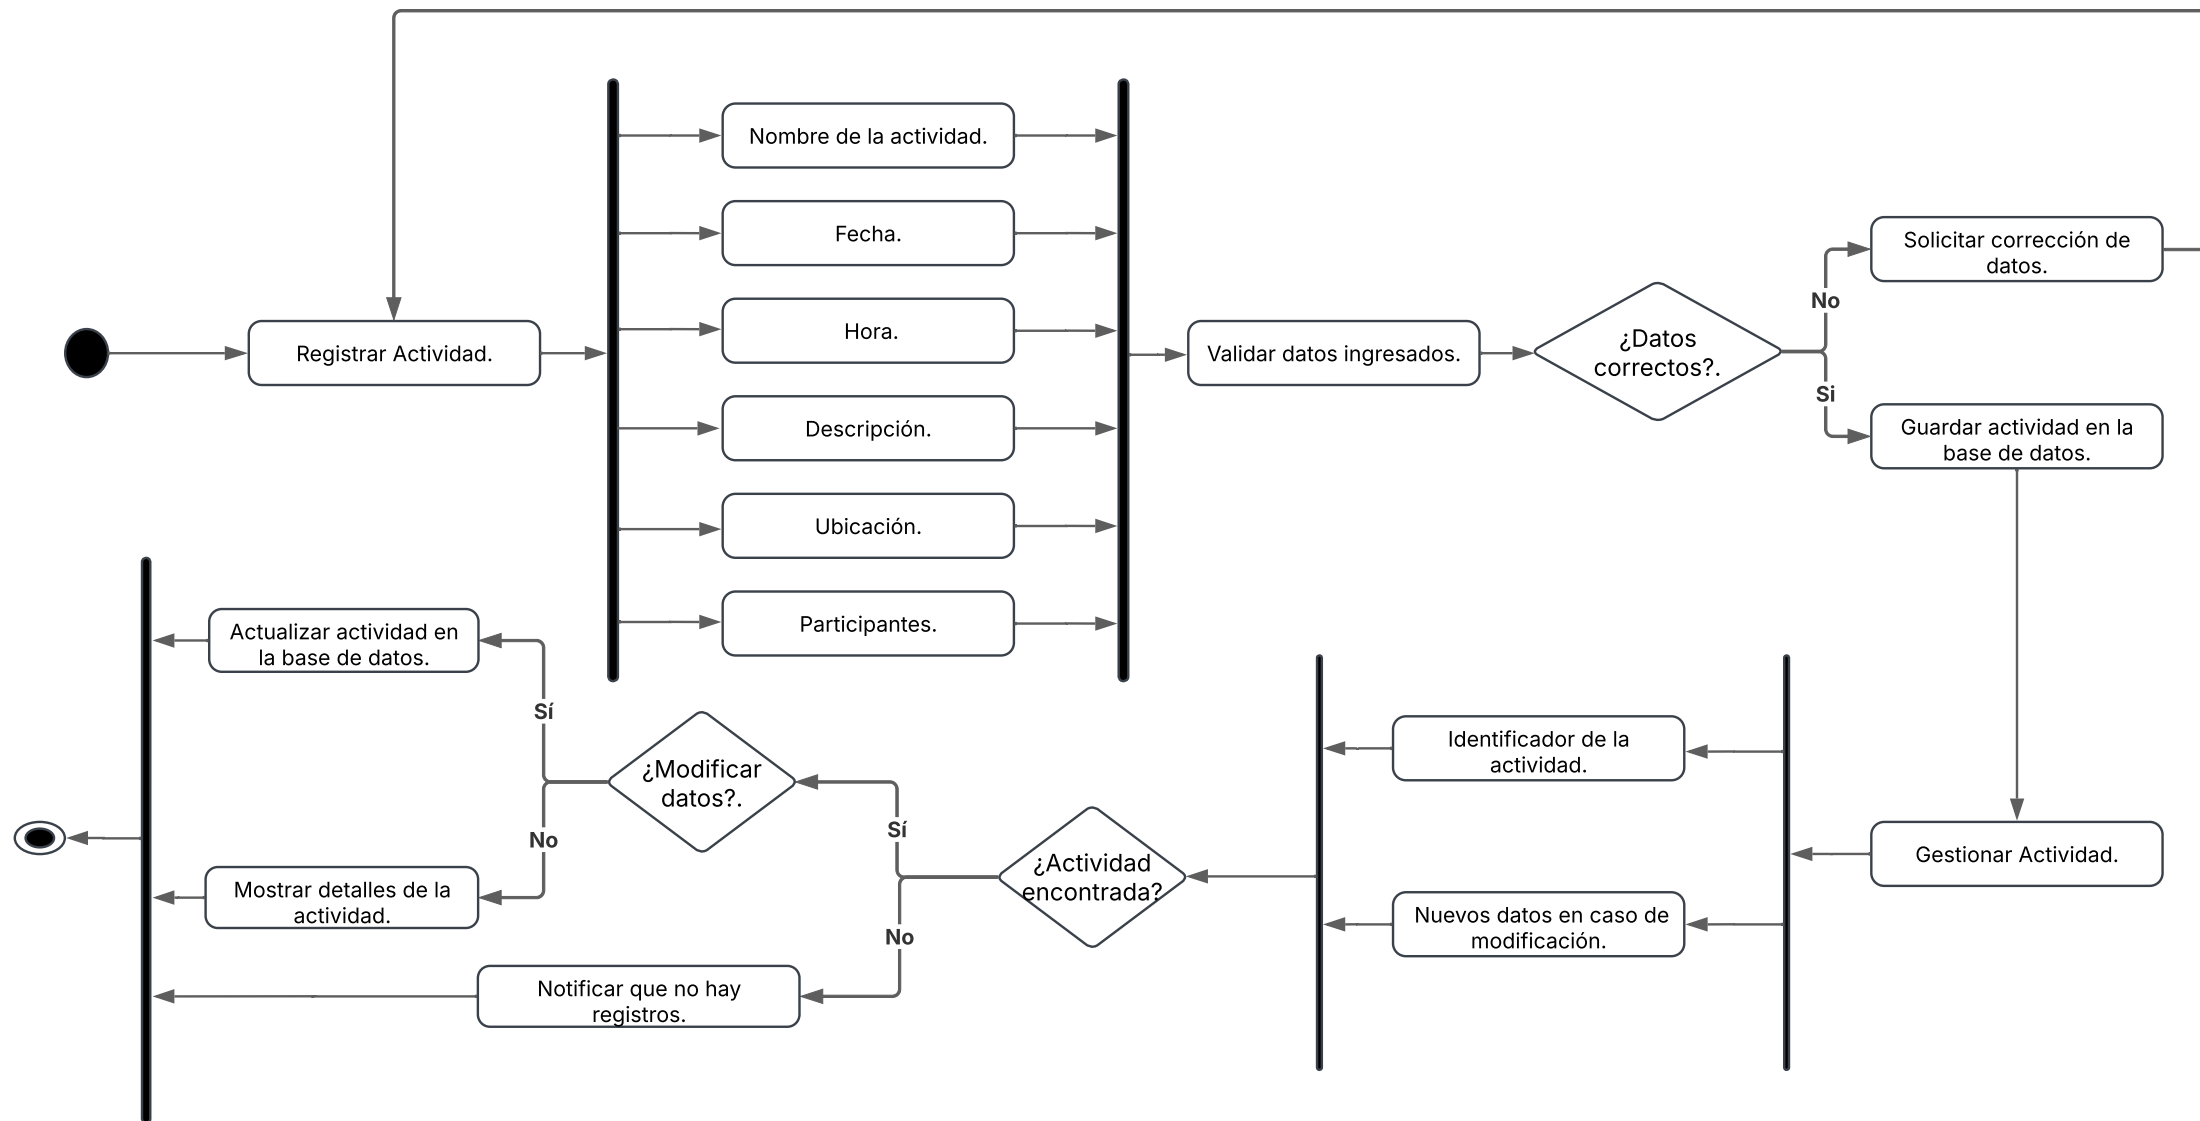 Nombre de la actividad.
Fecha.
Hora.
Descripción.
Ubicación.
Participantes.
Registrar Actividad.
Validar datos ingresados.
¿Datos
correctos?.
No
Si
Solicitar corrección de
datos.
Guardar actividad en la
base de datos.
Gestionar Actividad.
Identificador de la
actividad.
Nuevos datos en caso de
modificación.
¿Actividad
encontrada?
Sí
No
¿Modificar
datos?.
Sí
No
Actualizar actividad en
la base de datos.
Mostrar detalles de la
actividad.
Notificar que no hay
registros.